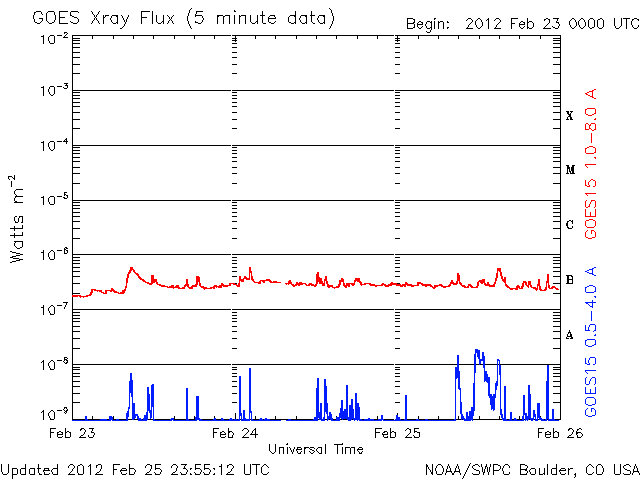 GOES Xray Flux (5 minute data)
Begin: 2012 Feb 23 0000 UTC
10⁻²
10⁻³
10⁻⁴
10⁻⁵
10⁻⁶
10⁻⁷
10⁻⁸
10⁻⁹
Watts m⁻²
X
M
C
B
A
GOES15 1.0-8.0 A
GOES15 0.5-4.0 A
Feb 23
Feb 24
Feb 25
Feb 26
Universal Time
Updated 2012 Feb 25 23:55:12 UTC
NOAA/SWPC Boulder, CO USA